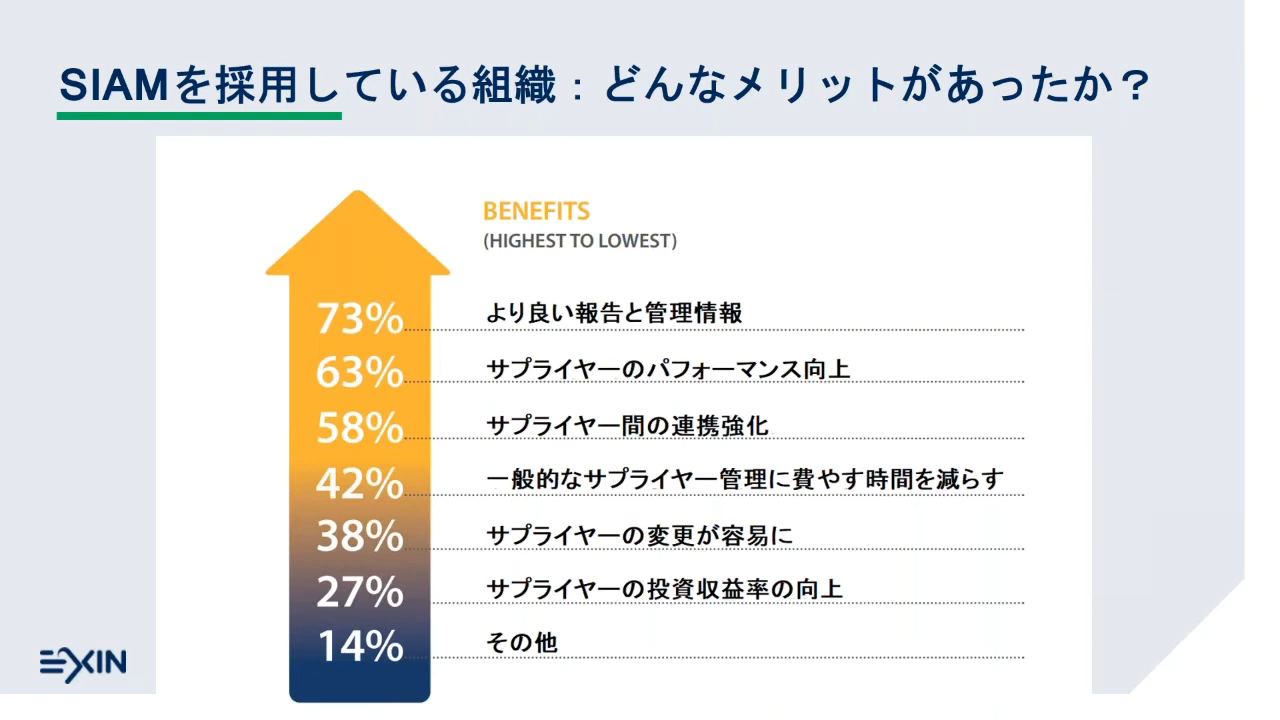 SIAMを採用している組織：どんなメリットがあったか？
BENEFITS
(HIGHEST TO LOWEST)
73% より良い報告と管理情報
63% サプライヤーのパフォーマンス向上
58% サプライヤー間の連携強化
42% 一般的なサプライヤー管理に費やす時間を減らす
38% サプライヤーの変更が容易に
27% サプライヤーの投資収益率の向上
14% その他
EXIN